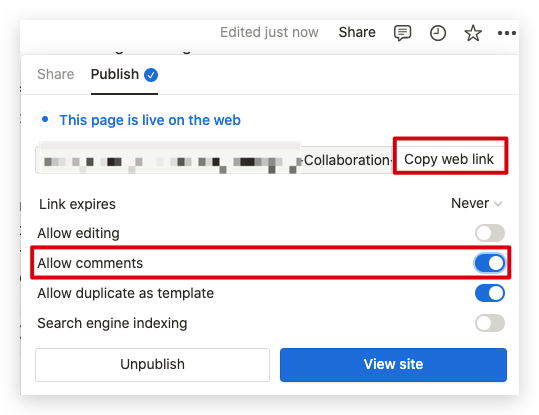 Edited just now Share
Share Publish
This page is live on the web
-Collaboration- Copy web link
Link expires Never
Allow editing
Allow comments
Allow duplicate as template
Search engine indexing
Unpublish View site